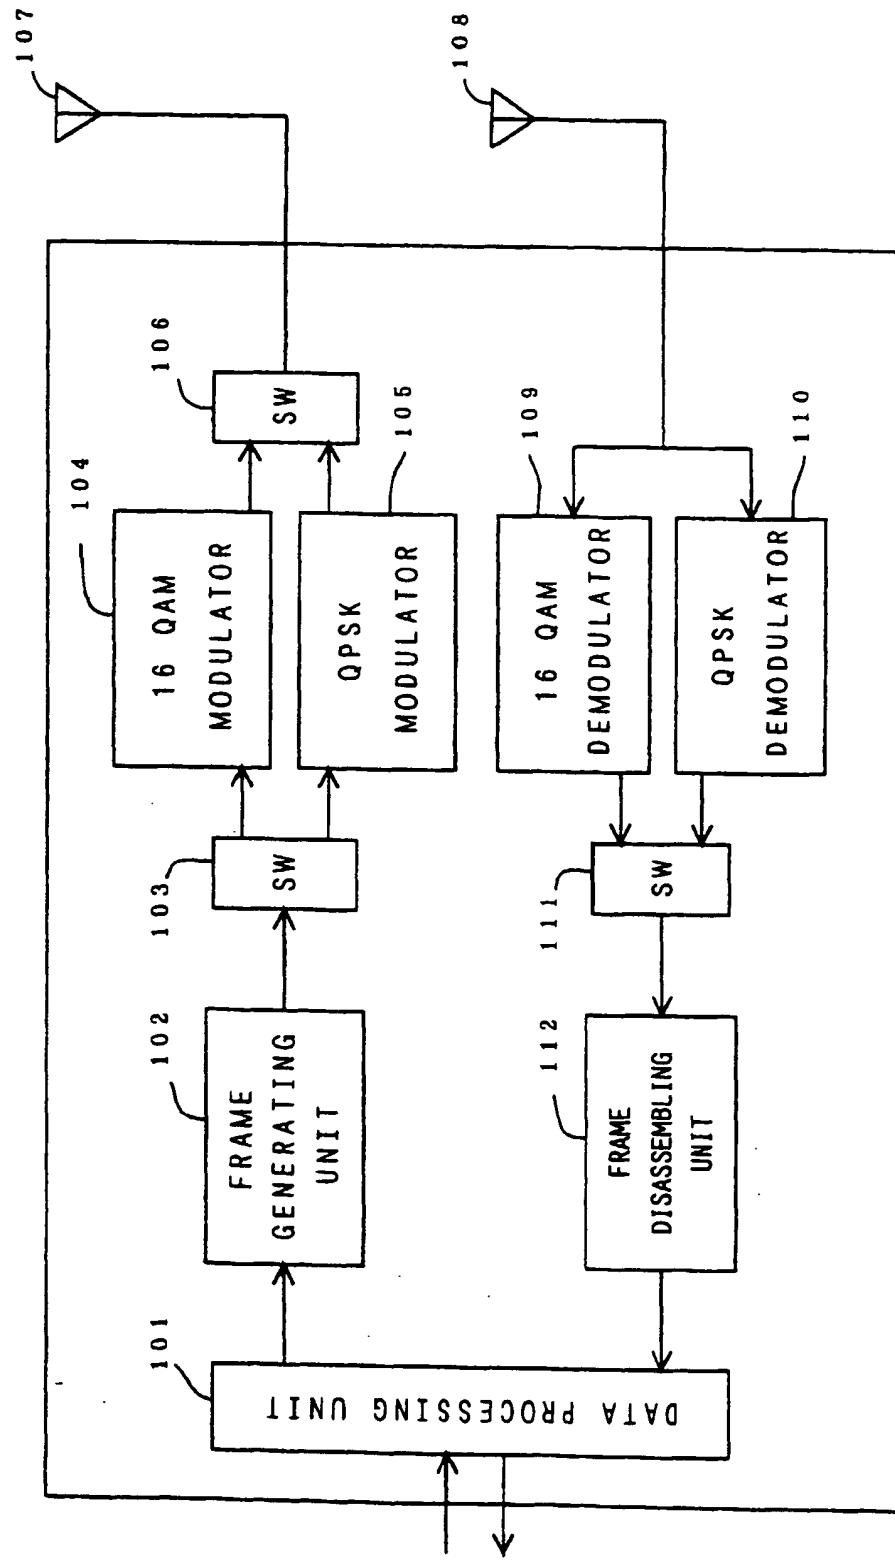 107
108
106
SW
104
16 QAM
MODULATOR
105
QPSK
MODULATOR
103
SW
102
FRAME
GENERATING
UNIT
101
DATA PROCESSING UNIT
109
16 QAM
DEMODULATOR
110
QPSK
DEMODULATOR
111
SW
112
FRAME
DISASSEMBLING
UNIT